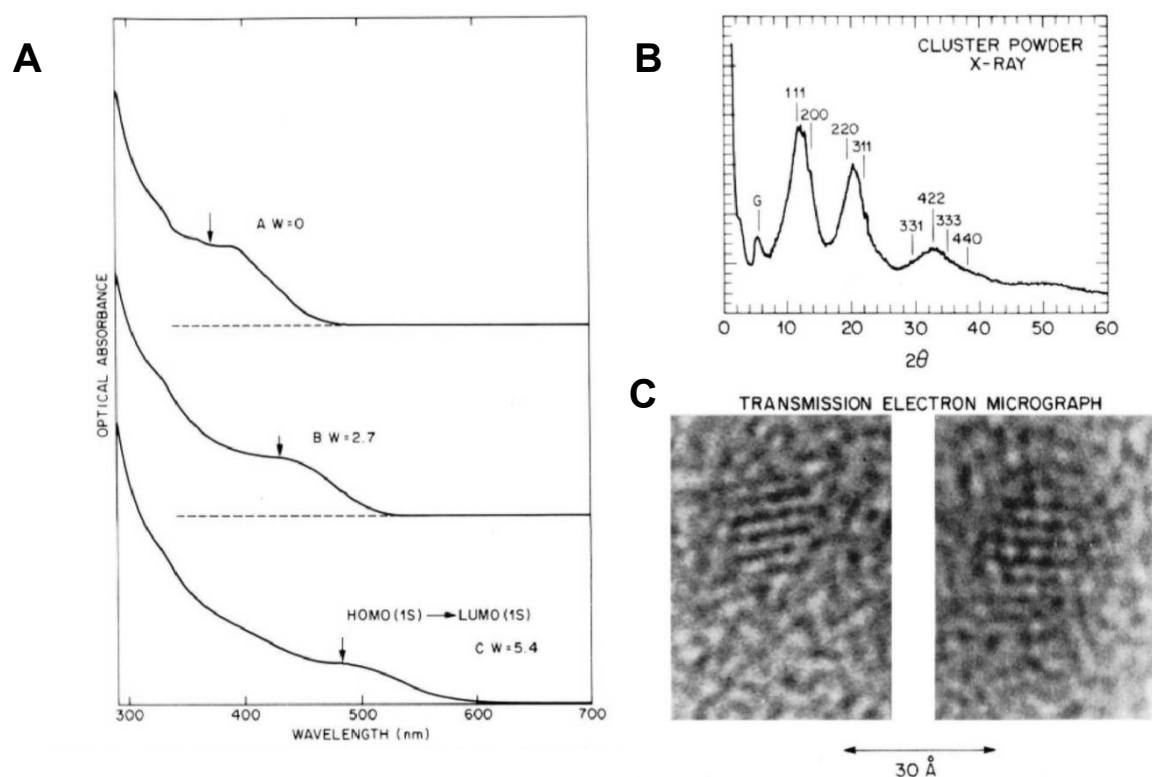 A
OPTICAL ABSORBANCE
A W=0
B W=2.7
HOMO(1S) → LUMO(1S)
C W=5.4
300 400 500 600 700
WAVELENGTH (nm)
B
CLUSTER POWDER
X-RAY
G
111
200
220
311
331
422
333
440
0 10 20 30 40 50 60
2θ
C
TRANSMISSION ELECTRON MICROGRAPH
30 Å